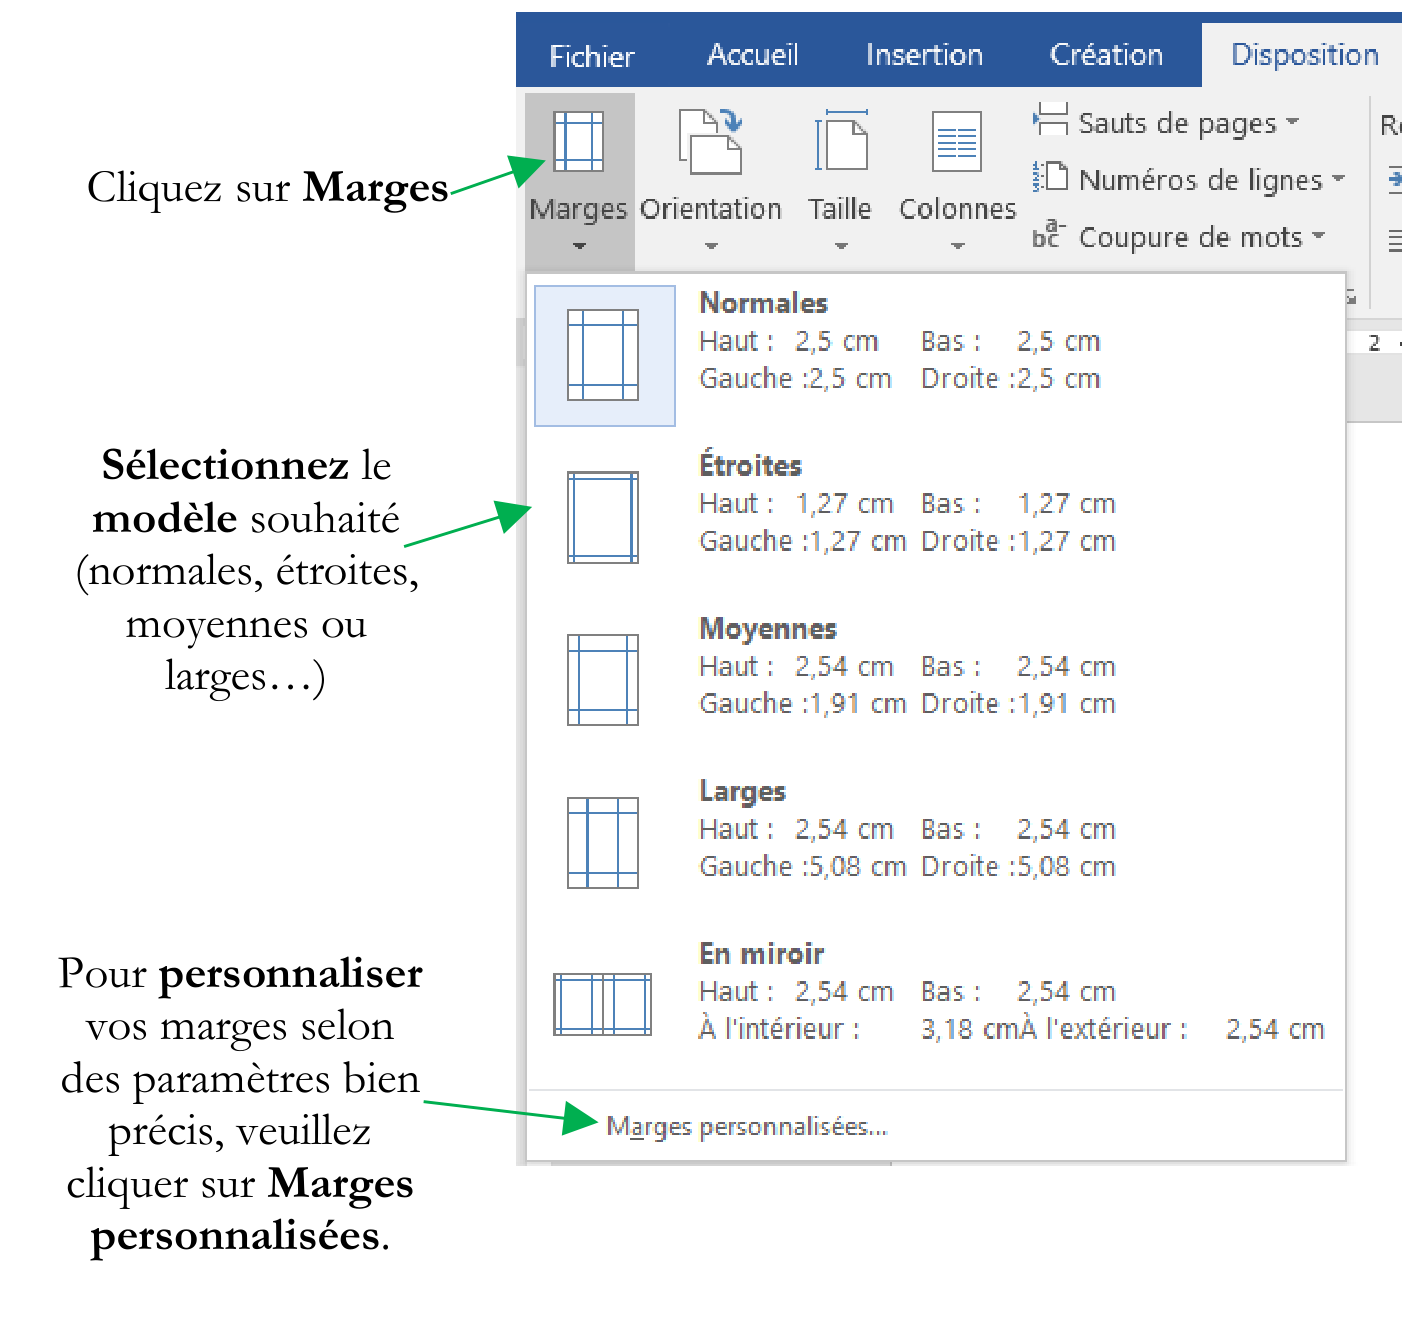 Fichier Accueil Insertion Création Disposition
Cliquez sur Marges
Marges Orientation Taille Colonnes
Sauts de pages
Numéros de lignes
Coupure de mots
2
Normales
Haut : 2,5 cm Bas : 2,5 cm
Gauche :2,5 cm Droite :2,5 cm
Sélectionnez le
modèle souhaité
(normales, étroites,
moyennes ou
larges…)
Étroites
Haut : 1,27 cm Bas : 1,27 cm
Gauche :1,27 cm Droite :1,27 cm
Moyennes
Haut : 2,54 cm Bas : 2,54 cm
Gauche :1,91 cm Droite :1,91 cm
Larges
Haut : 2,54 cm Bas : 2,54 cm
Gauche :5,08 cm Droite :5,08 cm
En miroir
Haut : 2,54 cm Bas : 2,54 cm
À l'intérieur : 3,18 cmÀ l'extérieur : 2,54 cm
Pour personnaliser
vos marges selon
des paramètres bien
précis, veuillez
cliquer sur Marges
personnalisées.
Marges personnalisées...